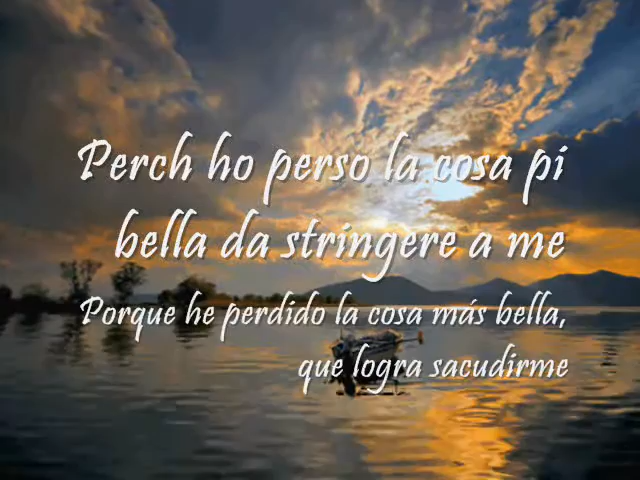 Perch ho perso la cosa pi
bella da stringere a me
Porque he perdido la cosa más bella,
que logra sacudirme